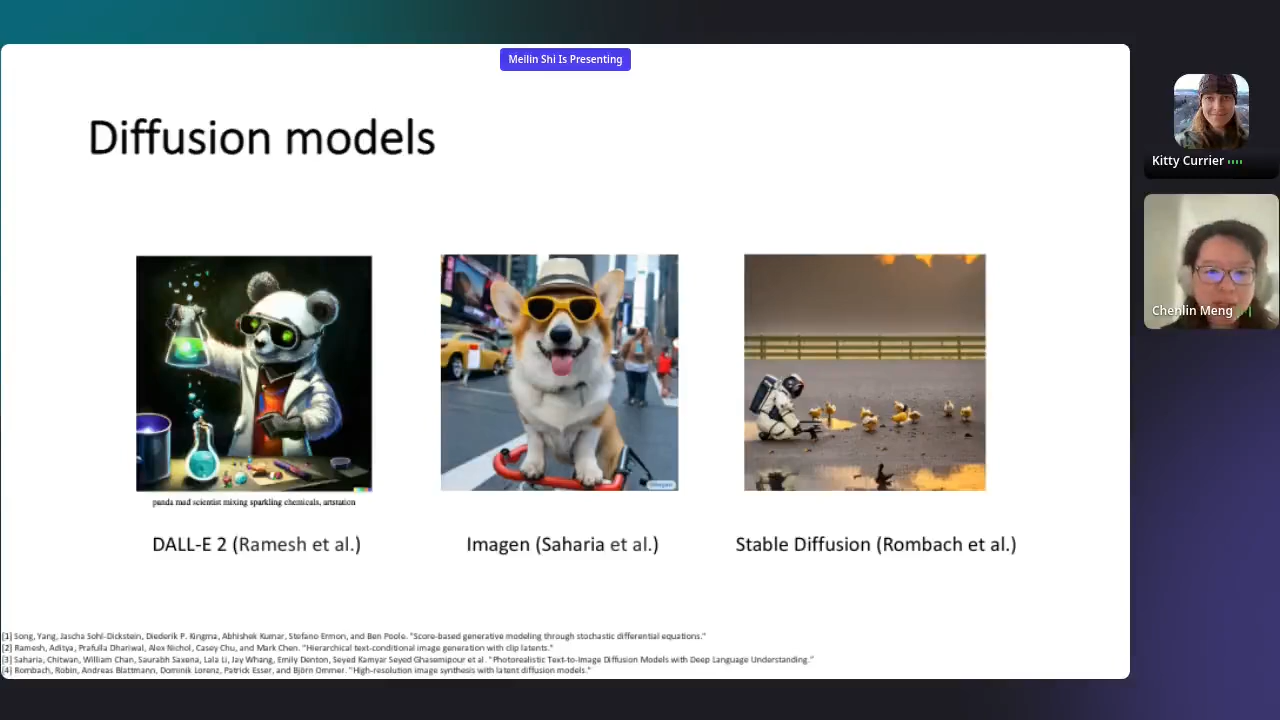 Meilin Shi Is Presenting
Diffusion models
Kitty Currier
Chenlin Meng
imagen
panda mad scientist mixing sparkling chemicals, artstation
DALL-E 2 (Ramesh et al.)
Imagen (Saharia et al.)
Stable Diffusion (Rombach et al.)
[1] Song, Yang, Jascha Sohl-Dickstein, Diederik P. Kingma, Abhishek Kumar, Stefano Ermon, and Ben Poole. "Score-based generative modeling through stochastic differential equations."
[2] Ramesh, Aditya, Prafulla Dhariwal, Alex Nichol, Casey Chu, and Mark Chen. "Hierarchical text-conditional image generation with clip latents."
[3] Saharia, Chitwan, William Chan, Saurabh Saxena, Lala Li, Jay Whang, Emily Denton, Seyed Kamyar Seyed Ghasemipour et al. "Photorealistic Text-to-Image Diffusion Models with Deep Language Understanding."
[4] Rombach, Robin, Andreas Blattmann, Dominik Lorenz, Patrick Esser, and Björn Ommer. "High-resolution image synthesis with latent diffusion models."